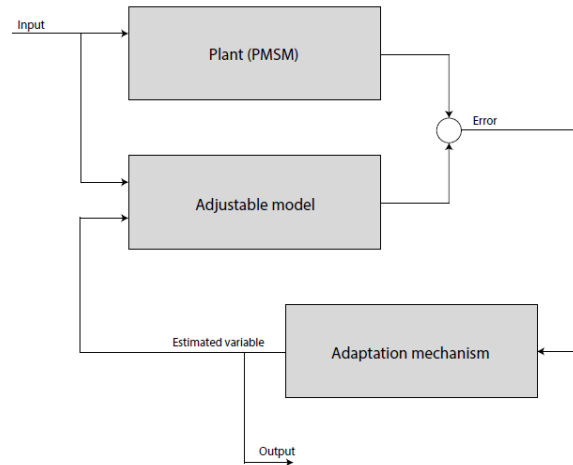 Input
Plant (PMSM)
Error
Adjustable model
Estimated variable
Adaptation mechanism
Output